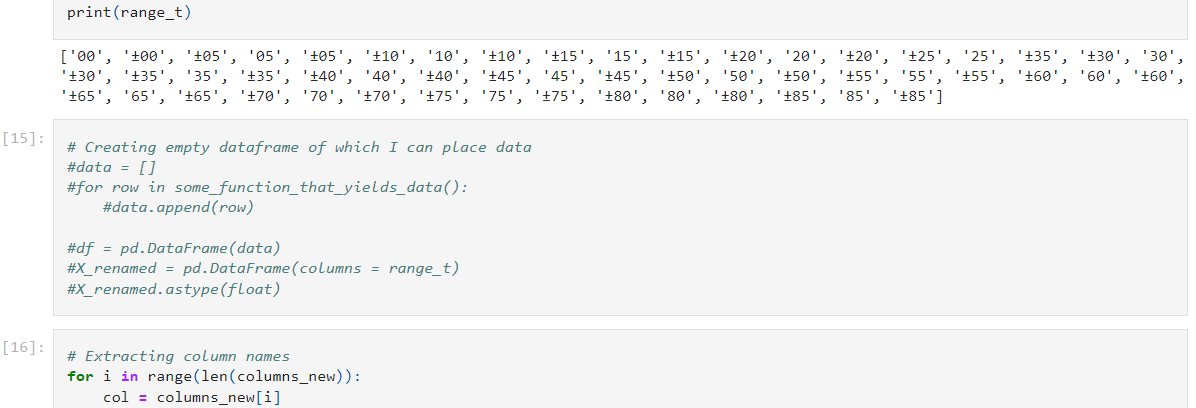 print(range_t)
['00', '±00', '±05', '05', '±05', '±10', '10', '±10', '±15', '15', '±15', '±20', '20', '±20', '±25', '25', '±35', '±30', '30',
'±30', '±35', '35', '±35', '±40', '40', '±40', '±45', '45', '±45', '±50', '50', '±50', '±55', '55', '±55', '±60', '60', '±60',
'±65', '65', '±65', '±70', '70', '±70', '±75', '75', '±75', '±80', '80', '±80', '±85', '85', '±85']
[15]:
# Creating empty dataframe of which I can place data
#data = []
#for row in some_function_that_yields_data():
    #data.append(row)
#df = pd.DataFrame(data)
#X_renamed = pd.DataFrame(columns = range_t)
#X_renamed.astype(float)
[16]:
# Extracting column names
for i in range(len(columns_new)):
    col = columns_new[i]